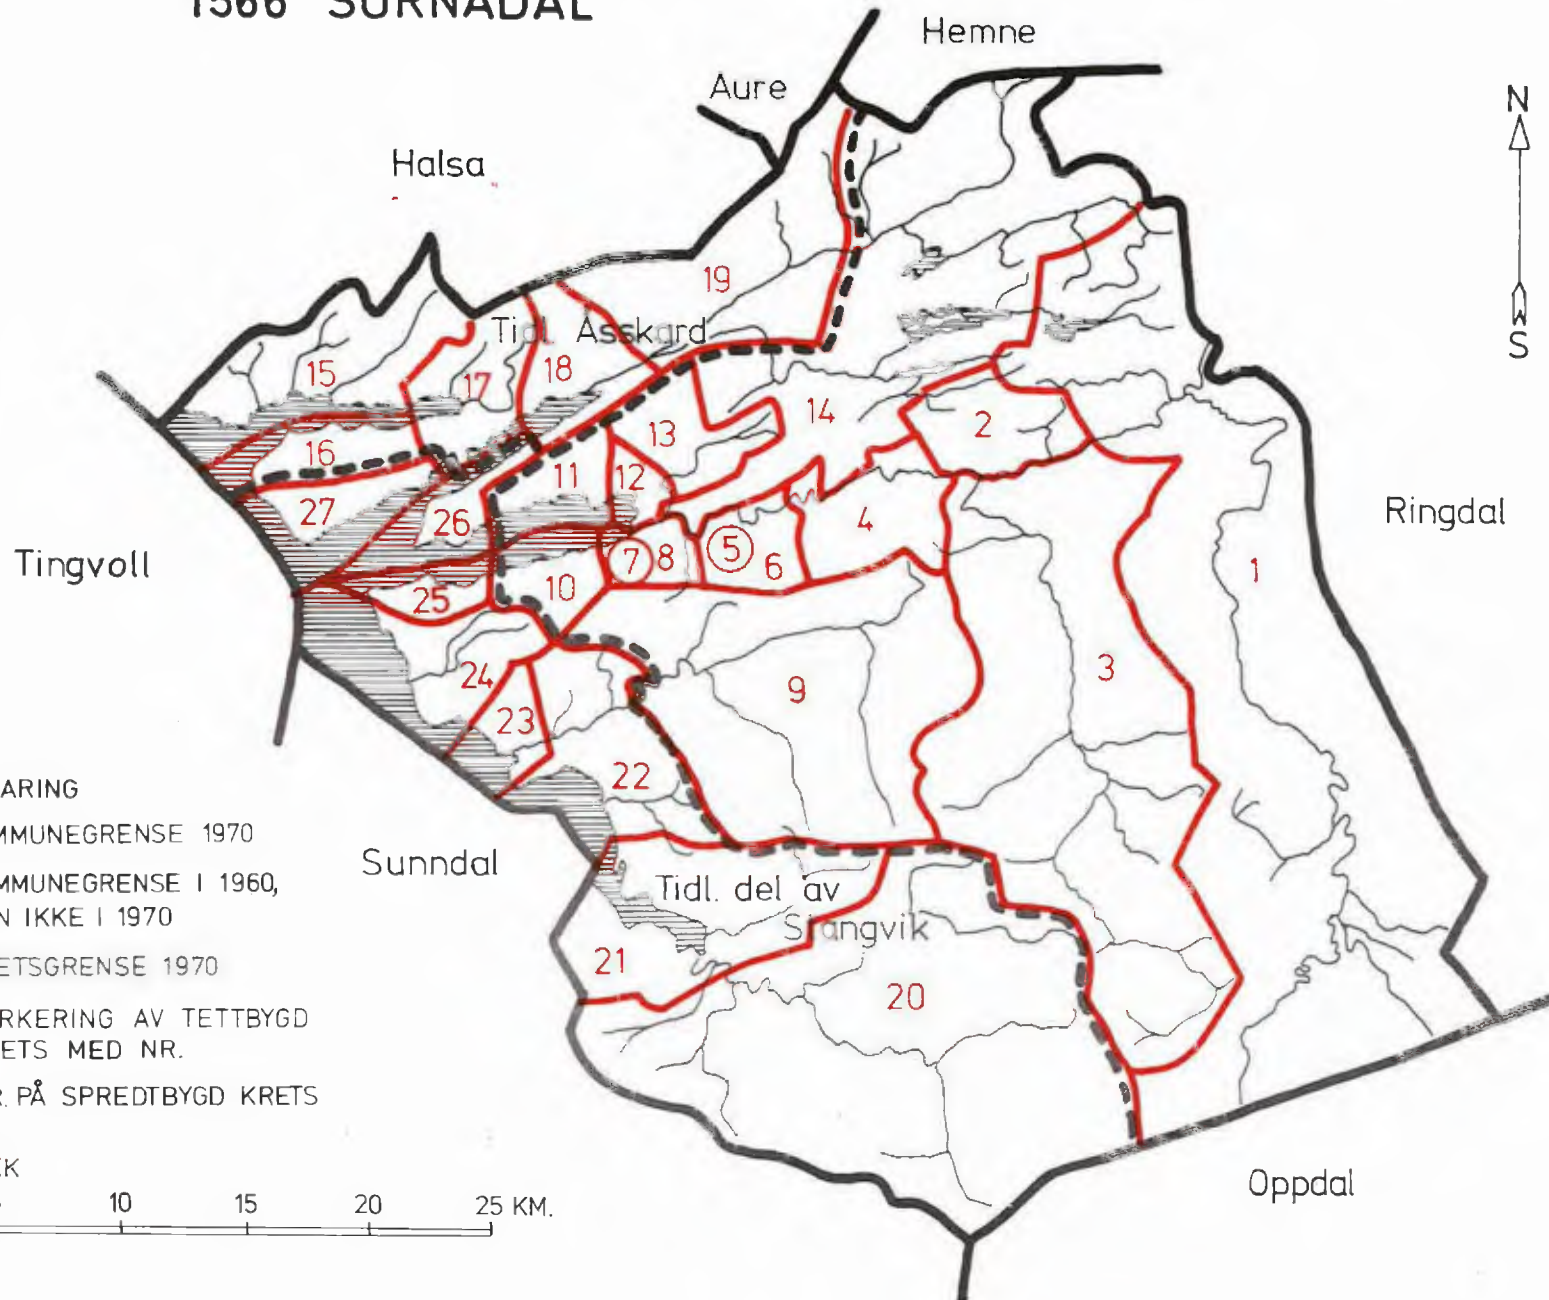 1566 SURNADAL
Hemne
Aure
Halsa
N
S
19
Tidl. Åsskard
15
17
18
16
14
2
13
11
12
27
26
4
Ringdal
Tingvoll
7
8
5
6
10
1
25
24
3
9
23
22
ARING
MMUNEGRENSE 1970
MMUNEGRENSE I 1960,
N IKKE I 1970
ETSGRENSE 1970
RKERING AV TETTBYGD
ETS MED NR.
R. PÅ SPREDTBYGD KRETS
K
10 15 20 25 KM.
Sunndal
Tidl. del av
Stangvik
21
20
Oppdal